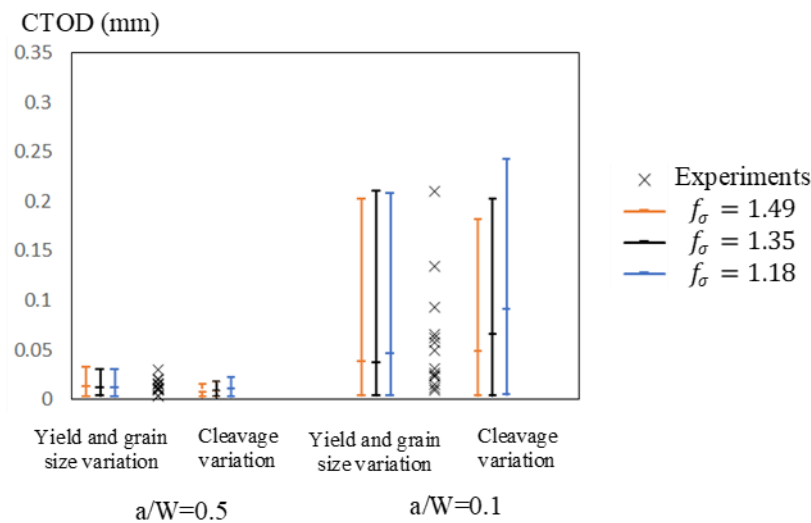 CTOD (mm)
0.35
0.3
0.25
0.2
0.15
0.1
0.05
0
Experiments
fσ = 1.49
fσ = 1.35
fσ = 1.18
Yield and grain
size variation
Cleavage
variation
Yield and grain
size variation
Cleavage
variation
a/W=0.5
a/W=0.1